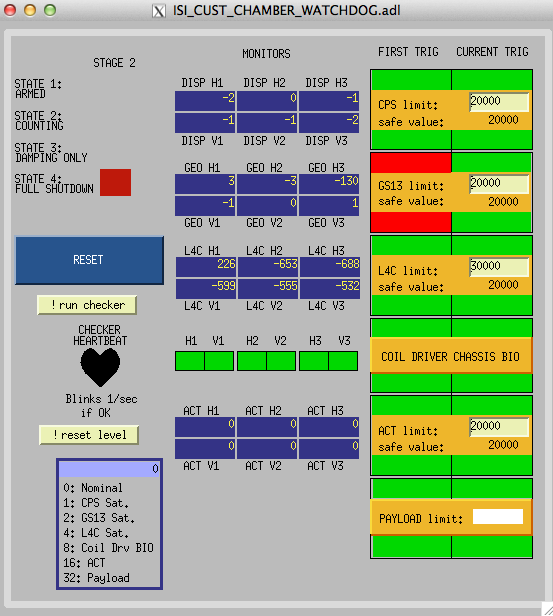 ISI_CUST_CHAMBER_WATCHDOG.adl
STAGE 2
STATE 1:
ARMED
STATE 2:
COUNTING
STATE 3:
DAMPING ONLY
STATE 4:
FULL SHUTDOWN
RESET
! run checker
CHECKER
HEARTBEAT
Blinks 1/sec
if OK
! reset level
0
0: Nominal
1: CPS Sat.
2: GS13 Sat.
4: L4C Sat.
8: Coil Drv BIO
16: ACT
32: Payload
MONITORS
DISP H1 DISP H2 DISP H3
-2 0 -1
-1 -1 -2
DISP V1 DISP V2 DISP V3
GEO H1 GEO H2 GEO H3
3 -3 -130
-1 0 1
GEO V1 GEO V2 GEO V3
L4C H1 L4C H2 L4C H3
226 -653 -688
-599 -555 -532
L4C V1 L4C V2 L4C V3
H1 V1 H2 V2 H3 V3
ACT H1 ACT H2 ACT H3
0 0 0
0 0 0
ACT V1 ACT V2 ACT V3
FIRST TRIG CURRENT TRIG
CPS limit: 20000
safe value: 20000
GS13 limit: 20000
safe value: 20000
L4C limit: 30000
safe value: 20000
COIL DRIVER CHASSIS BIO
ACT limit: 20000
safe value: 20000
PAYLOAD limit: